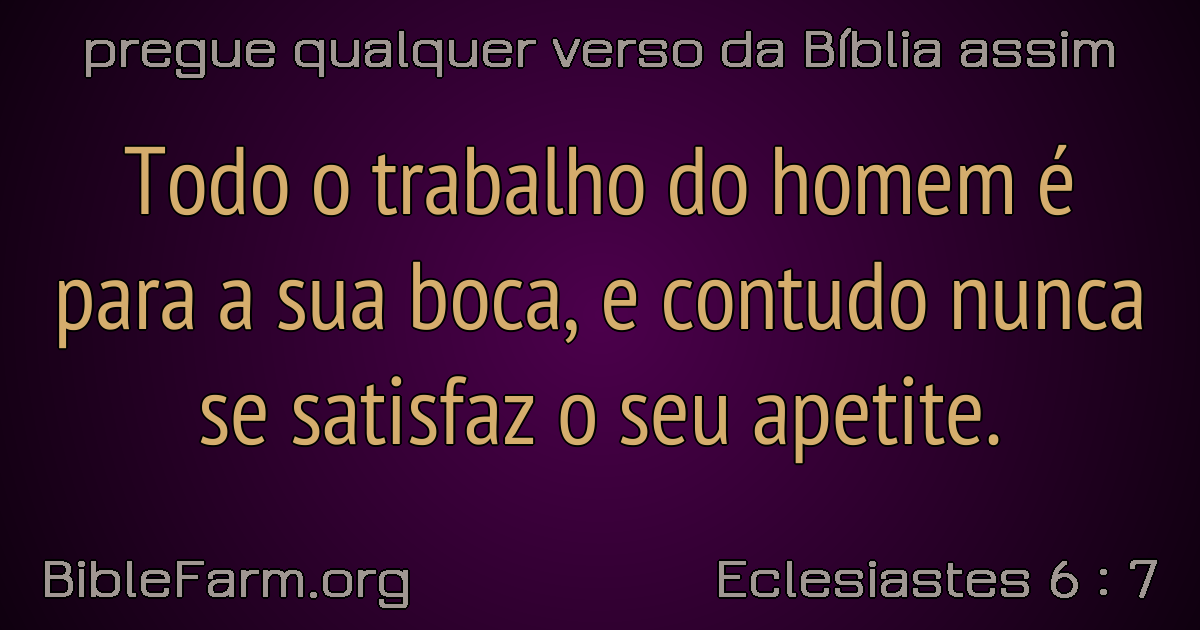 pregue qualquer verso da Bíblia assim
Todo o trabalho do homem é
para a sua boca, e contudo nunca
se satisfaz o seu apetite.
BibleFarm.org
Eclesiastes 6 : 7